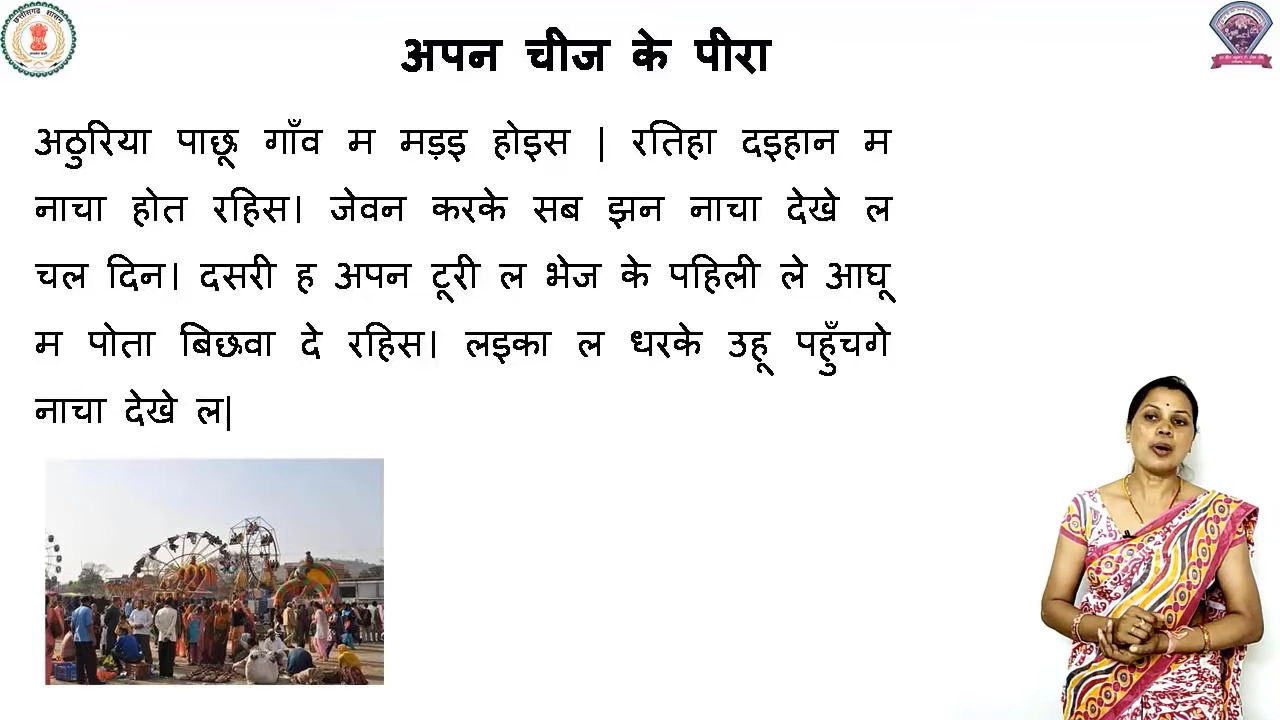 अपन चीज के पीरा
अठुरिया पाछू गाँव म मड़इ होइस | रतिहा दइहान म
नाचा होत रहिस। जेवन करके सब झन नाचा देखे ल
चल दिन। दसरी ह अपन टूरी ल भेज के पहिली ले आघू
म पोता बिछवा दे रहिस। लइका ल धरके उहू पहुँचगे
नाचा देखे ल|